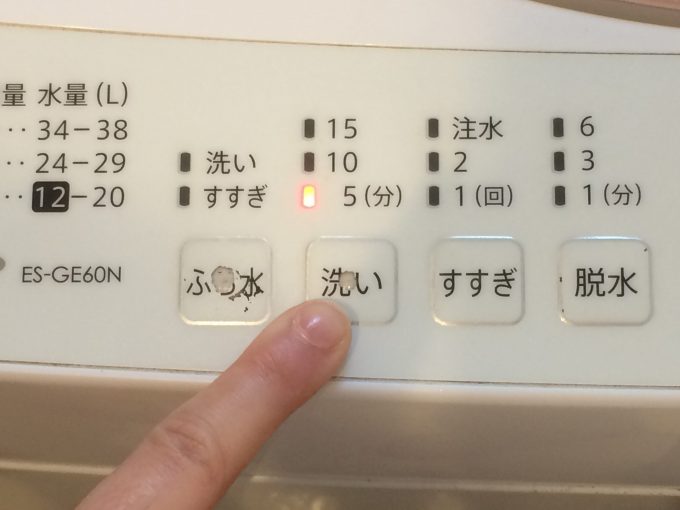 量 水量(L)
‥34-38
‥24-29
‥12-20
洗い
すすぎ
15
10
5(分)
注水
2
1(回)
6
3
1(分)
ES-GE60N
ふろ水
洗い
すすぎ
脱水